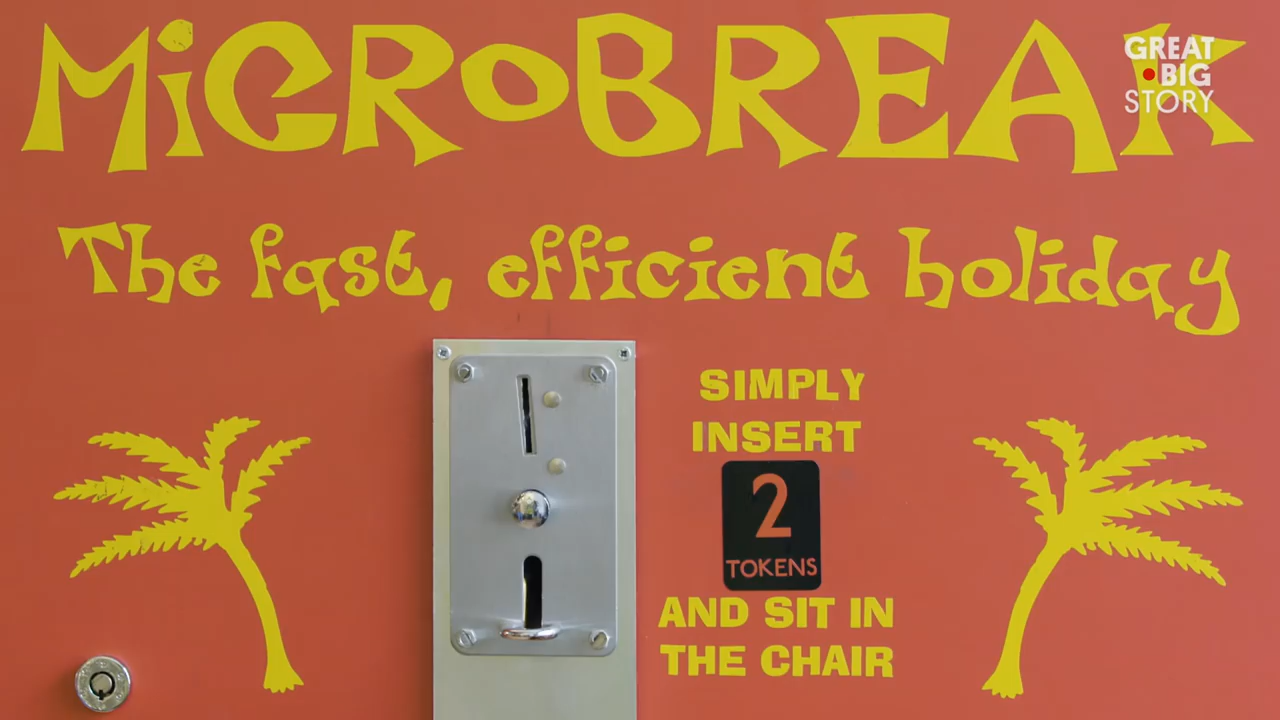 MiCROBREAK
GREAT
BIG
STORY
The fast, efficient holiday
SIMPLY
INSERT
2
TOKENS
AND SIT IN
THE CHAIR